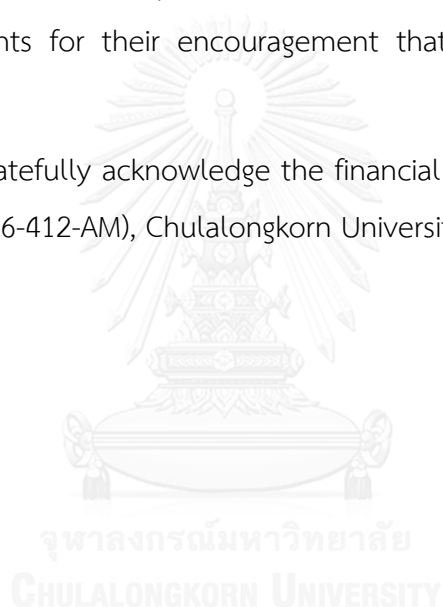 nts for their encouragement that
atefully acknowledge the financial
6-412-AM), Chulalongkorn Universit
จุฬาลงกรณ์มหาวิทยาลัย
CHULALONGKORN UNIVERSITY